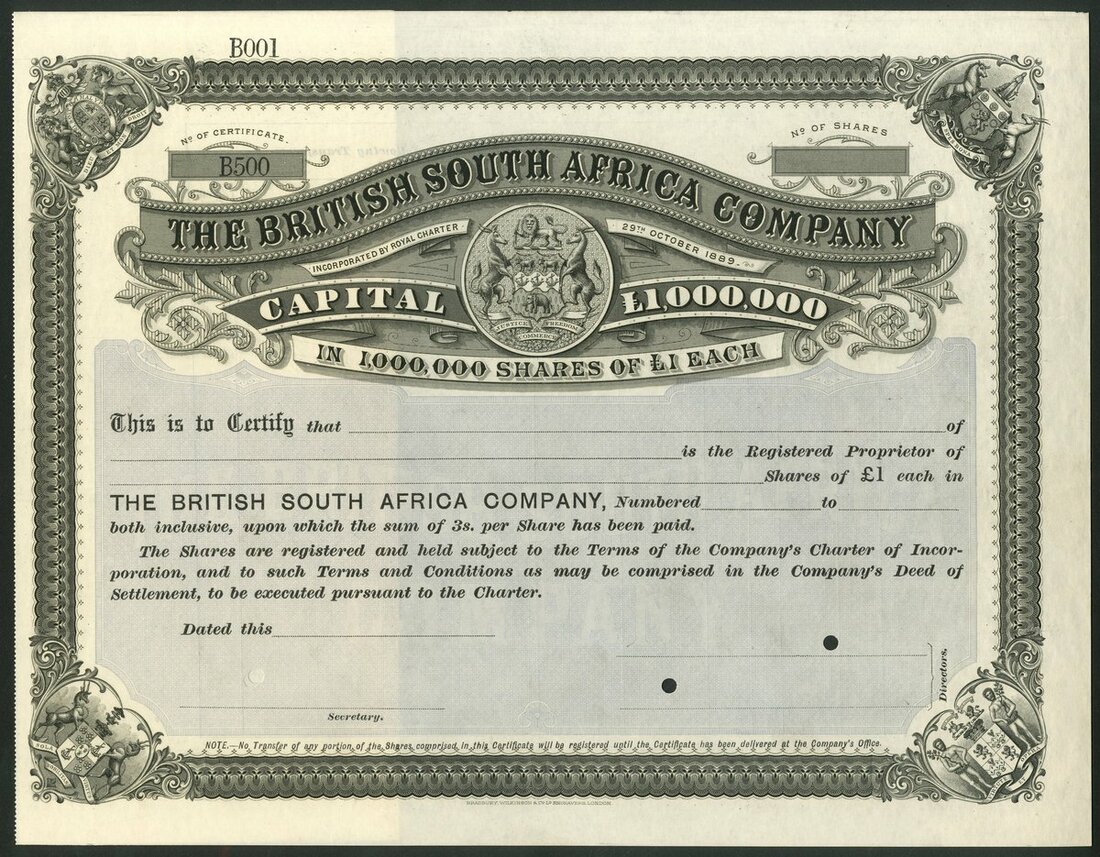 B001
Nº OF CERTIFICATE.
B500
Nº OF SHARES
THE BRITISH SOUTH AFRICA COMPANY
INCORPORATED BY ROYAL CHARTER
29TH OCTOBER 1889.
CAPITAL £1,000,000
JUSTICE FREEDOM
COMMERCE
IN 1,000,000 SHARES OF £1 EACH
This is to Certify that of
is the Registered Proprietor of
Shares of £1 each in
THE BRITISH SOUTH AFRICA COMPANY, Numbered to
both inclusive, upon which the sum of 3s. per Share has been paid.
The Shares are registered and held subject to the Terms of the Company's Charter of Incor-
poration, and to such Terms and Conditions as may be comprised in the Company's Deed of
Settlement, to be executed pursuant to the Charter.
Dated this
Directors.
Secretary.
NOTE.—No Transfer of any portion of the Shares comprised in this Certificate will be registered until the Certificate has been delivered at the Company's Office.
BRADBURY, WILKINSON & Co Ld ENGRAVERS, LONDON.